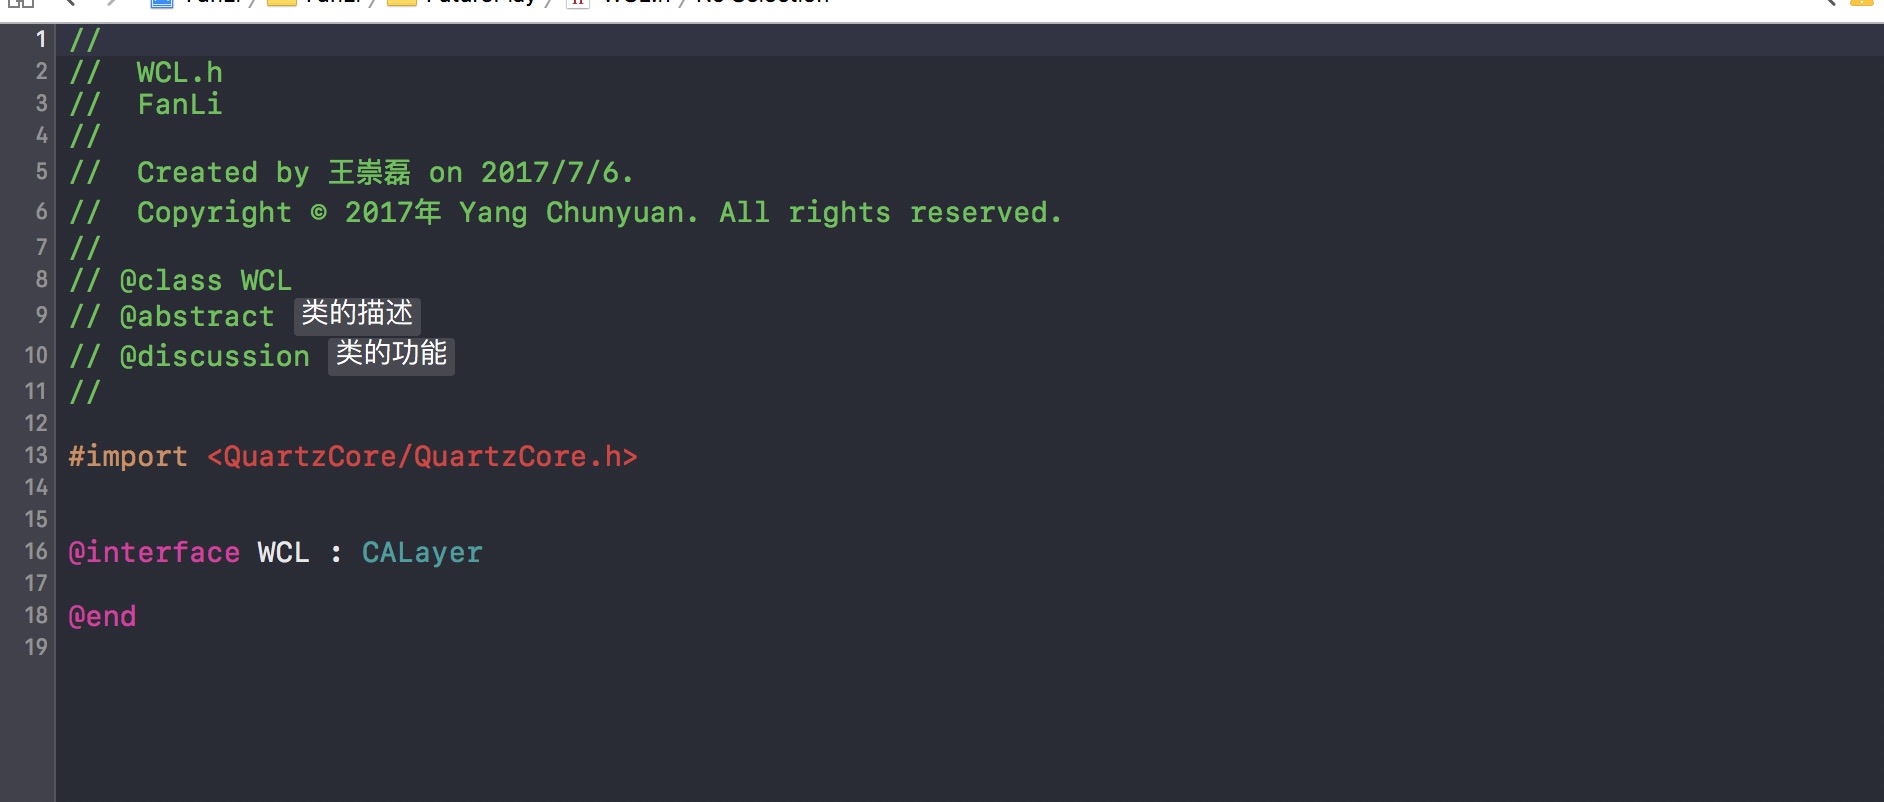 No Selection
1 //
2 // WCL.h
3 // FanLi
4 //
5 // Created by 王崇磊 on 2017/7/6.
6 // Copyright © 2017年 Yang Chunyuan. All rights reserved.
7 //
8 // @class WCL
9 // @abstract 类的描述
10 // @discussion 类的功能
11 //
12
13 #import <QuartzCore/QuartzCore.h>
14
15
16 @interface WCL : CALayer
17
18 @end
19